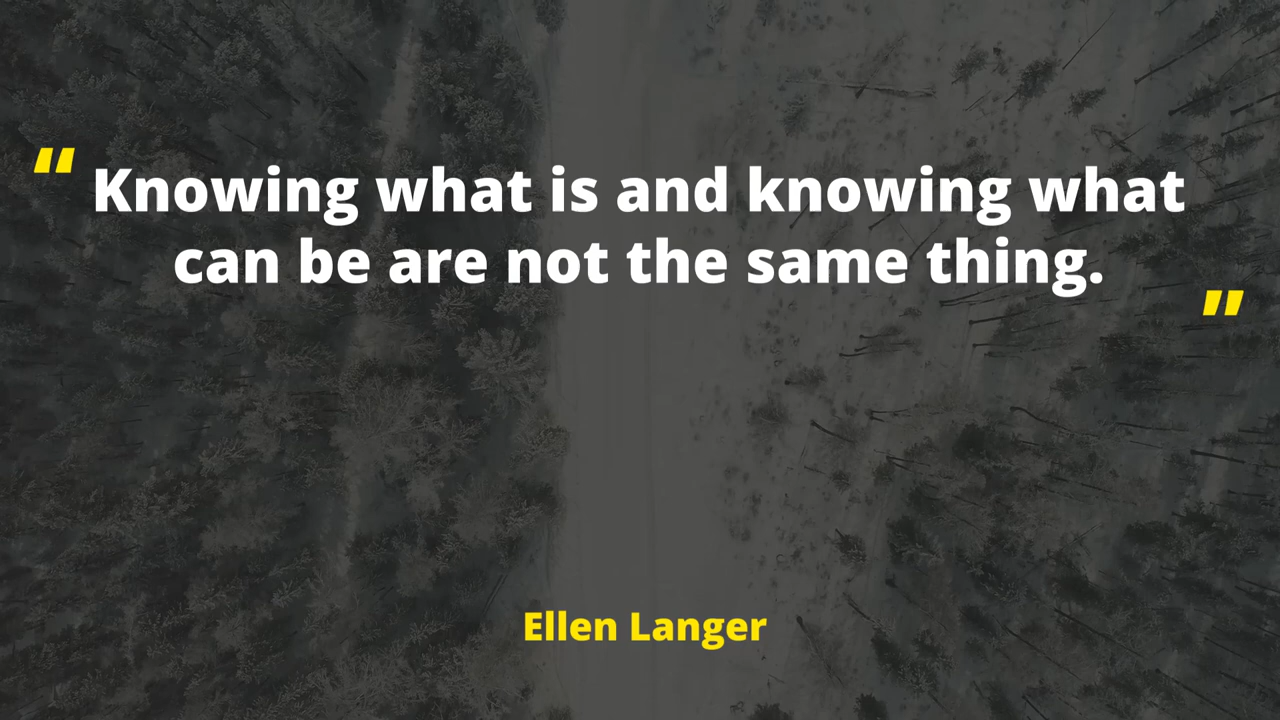 “ Knowing what is and knowing what
can be are not the same thing. ”
Ellen Langer